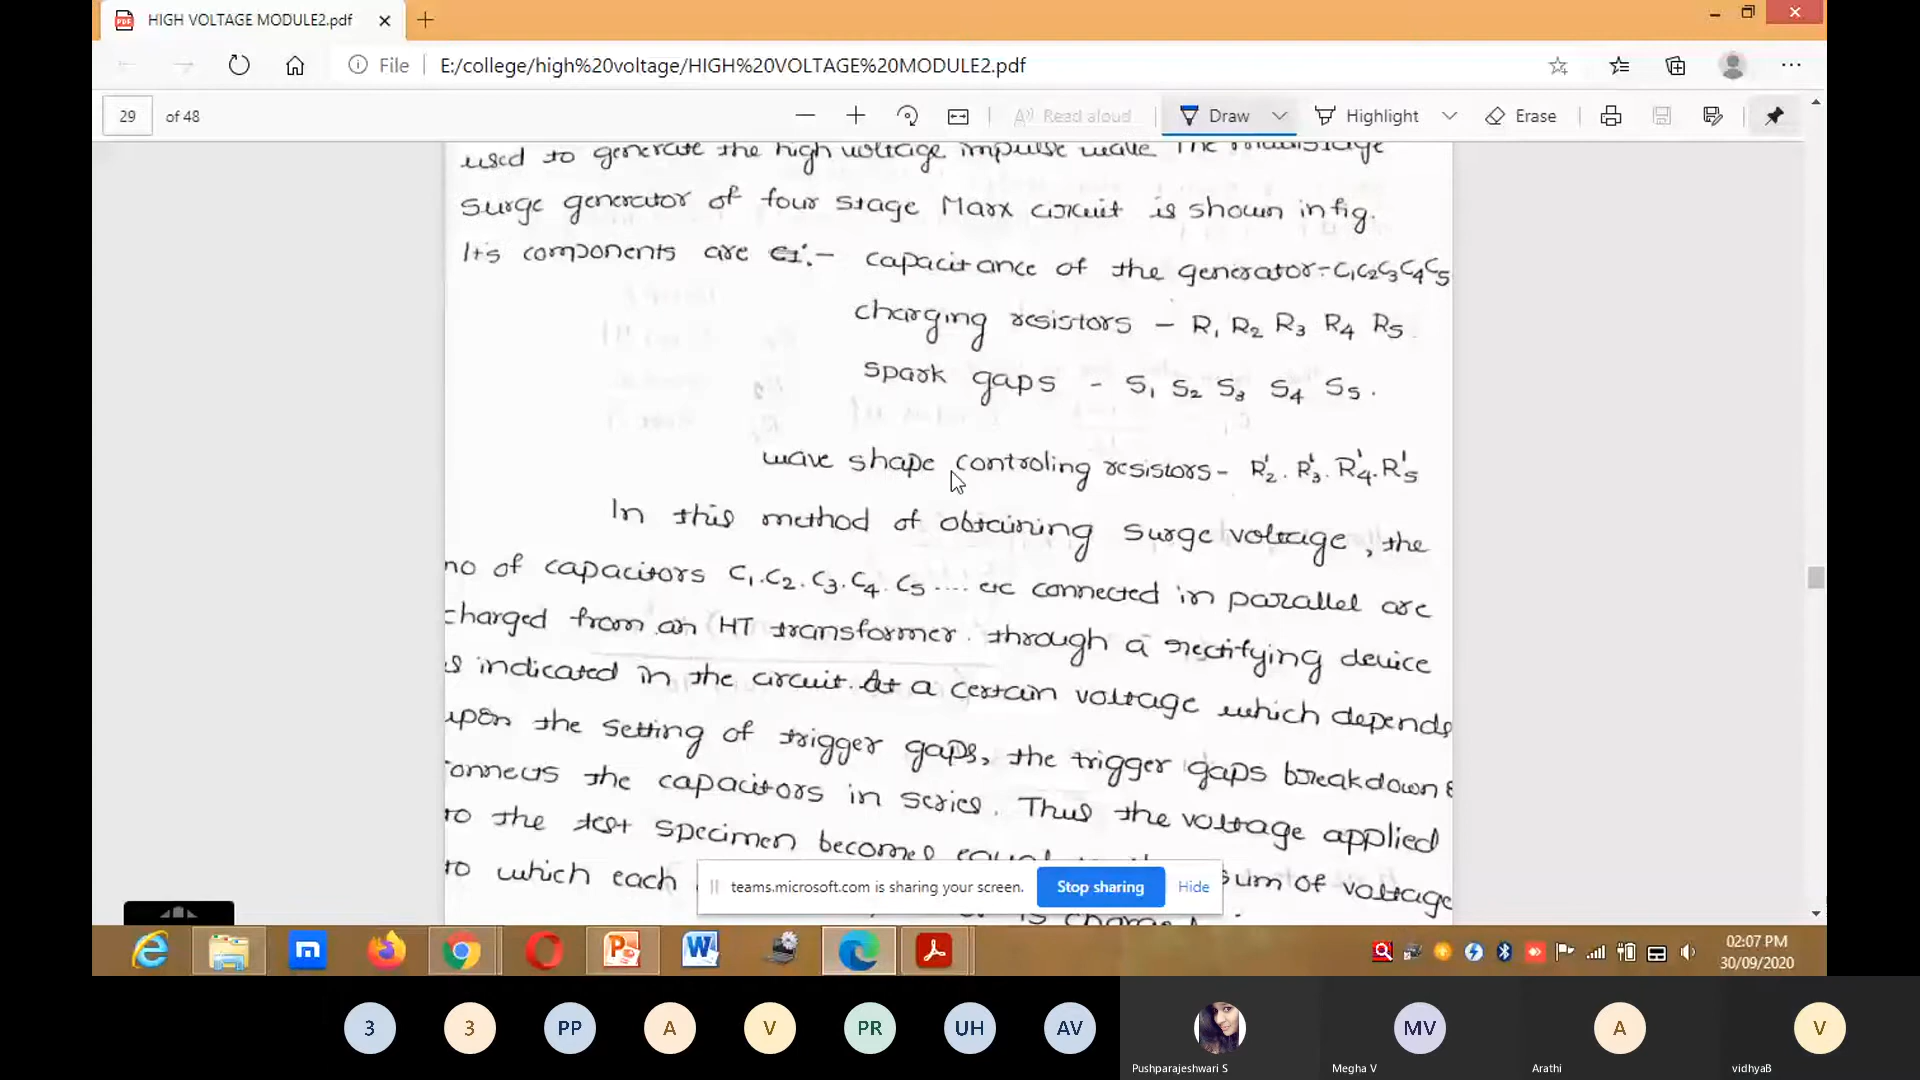 HIGH VOLTAGE MODULE2.pdf
File E:/college/high%20voltage/HIGH%20VOLTAGE%20MODULE2.pdf
29 of 48 Read aloud Draw Highlight Erase
used to generate the high voltage impulse wave The multistage
surge generator of four stage Marx circuit is shown in fig.
Its components are :- capacitance of the generator - C1C2C3C4C5
charging resistors - R1 R2 R3 R4 R5
spark gaps - S1 S2 S3 S4 S5.
wave shape controling resistors - R'2. R'3. R'4. R'5
In this method of obtaining surge voltage, the
no of capacitors C1.C2.C3.C4.C5.... etc connected in parallel are
charged from an HT transformer. through a rectifying device
s indicated in the circuit. At a certain voltage which depends
upon the setting of trigger gaps, the trigger gaps breakdown &
connects the capacitors in series. Thus the voltage applied
to the test specimen becomes equal sum of voltage
to which each is charged
teams.microsoft.com is sharing your screen. Stop sharing Hide
02:07 PM
30/09/2020
3 3 PP A V PR UH AV MV A V
Pushparajeshwari S Megha V Arathi vidhyaB